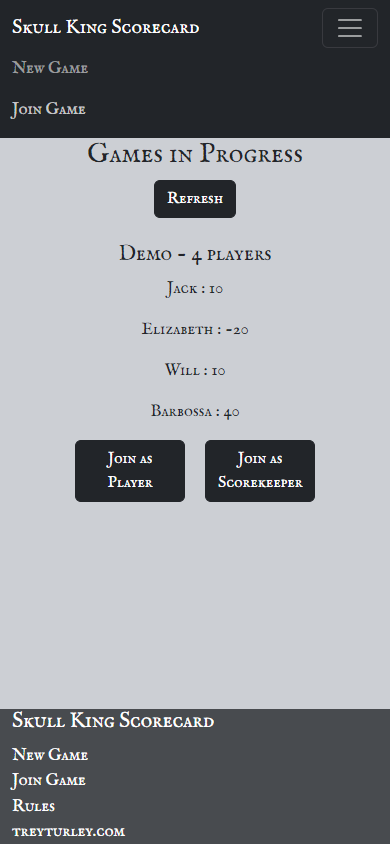 Skull King Scorecard
New Game
Join Game
Games in Progress
Refresh
Demo - 4 players
Jack : 10
Elizabeth : -20
Will : 10
Barbossa : 40
Join as
Player
Join as
Scorekeeper
Skull King Scorecard
New Game
Join Game
Rules
treyturley.com